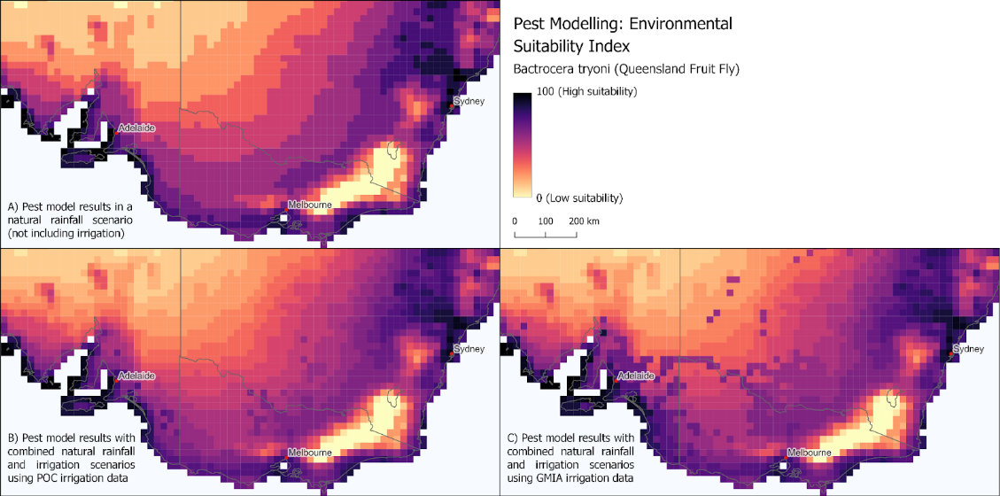 Pest Modelling: Environmental
Suitability Index
Bactrocera tryoni (Queensland Fruit Fly)
100 (High suitability)
0 (Low suitability)
0 100 200 km
Sydney
Adelaide
Melbourne
A) Pest model results in a
natural rainfall scenario
(not including irrigation)
Sydney
Adelaide
Melbourne
B) Pest model results with
combined natural rainfall
and irrigation scenarios
using POC irrigation data
Sydney
Adelaide
Melbourne
C) Pest model results with
combined natural rainfall
and irrigation scenarios
using GMIA irrigation data